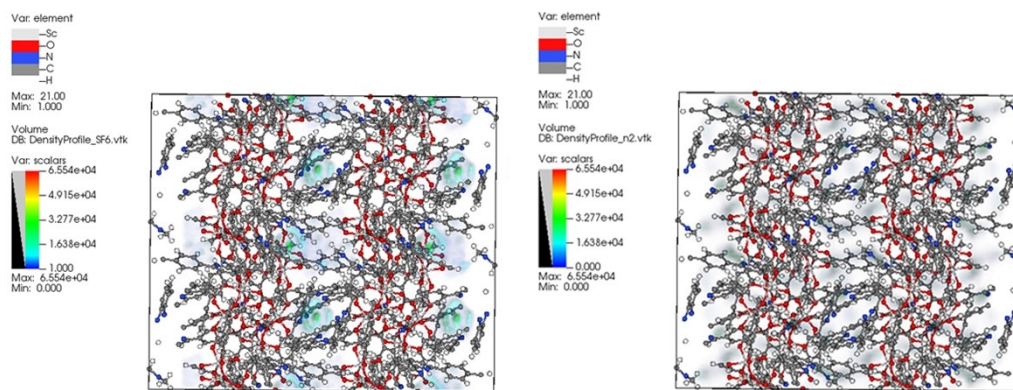 Var: element
Sc
O
N
C
H
Max: 21.00
Min: 1.000
Volume
DB: DensityProfile_SF6.vtk
Var: scalars
6.554e+04
4.915e+04
3.277e+04
1.638e+04
1.000
Max: 6.554e+04
Min: 0.000
Var: element
Sc
O
N
C
H
Max: 21.00
Min: 1.000
Volume
DB: DensityProfile_n2.vtk
Var: scalars
6.554e+04
4.915e+04
3.277e+04
1.638e+04
0.000
Max: 6.554e+04
Min: 0.000